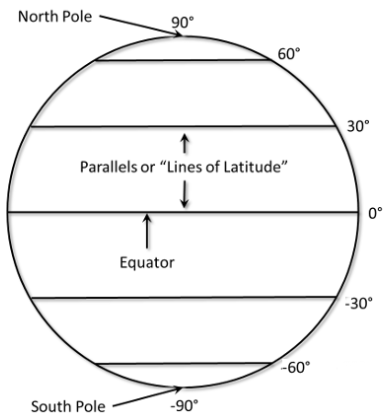 North Pole
90°
60°
30°
Parallels or “Lines of Latitude”
0°
Equator
-30°
-60°
South Pole
-90°